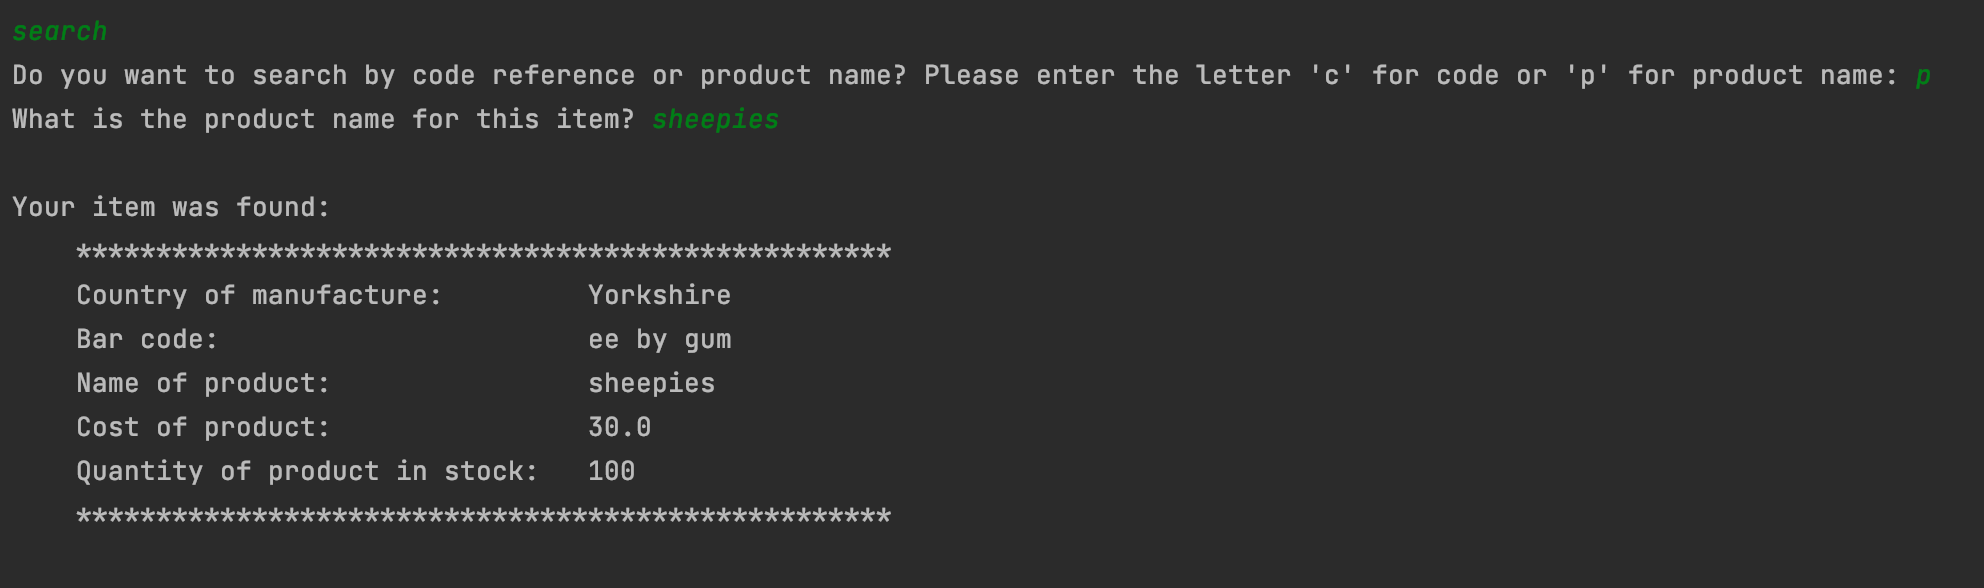 search
Do you want to search by code reference or product name? Please enter the letter 'c' for code or 'p' for product name: p
What is the product name for this item? sheepies
Your item was found:
***************************************************
Country of manufacture: Yorkshire
Bar code: ee by gum
Name of product: sheepies
Cost of product: 30.0
Quantity of product in stock: 100
***************************************************